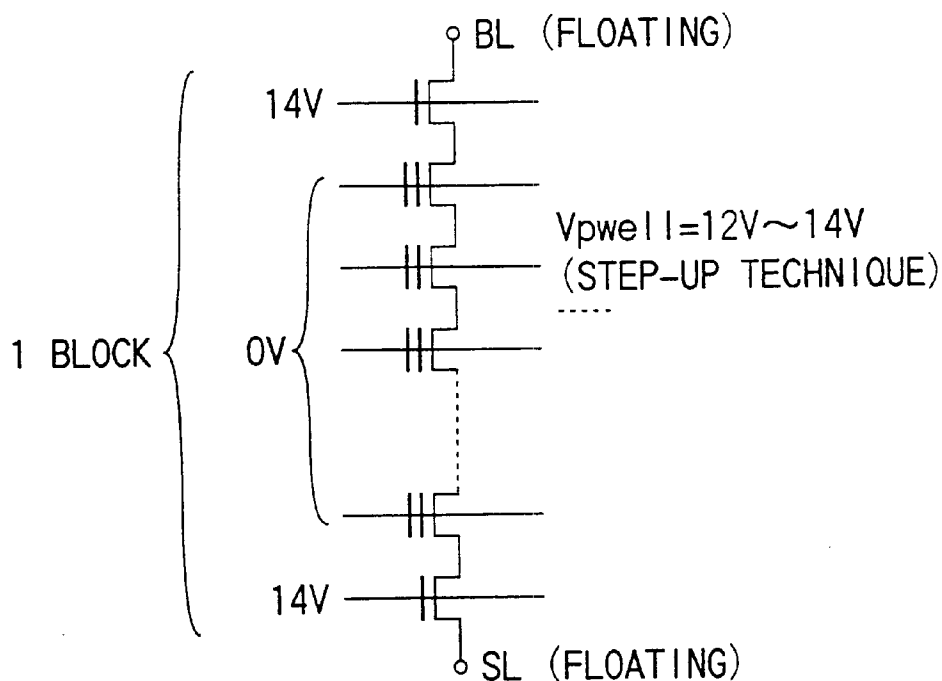 BL (FLOATING)
14V
Vpwell=12V～14V
(STEP-UP TECHNIQUE)
1 BLOCK
0V
14V
SL (FLOATING)